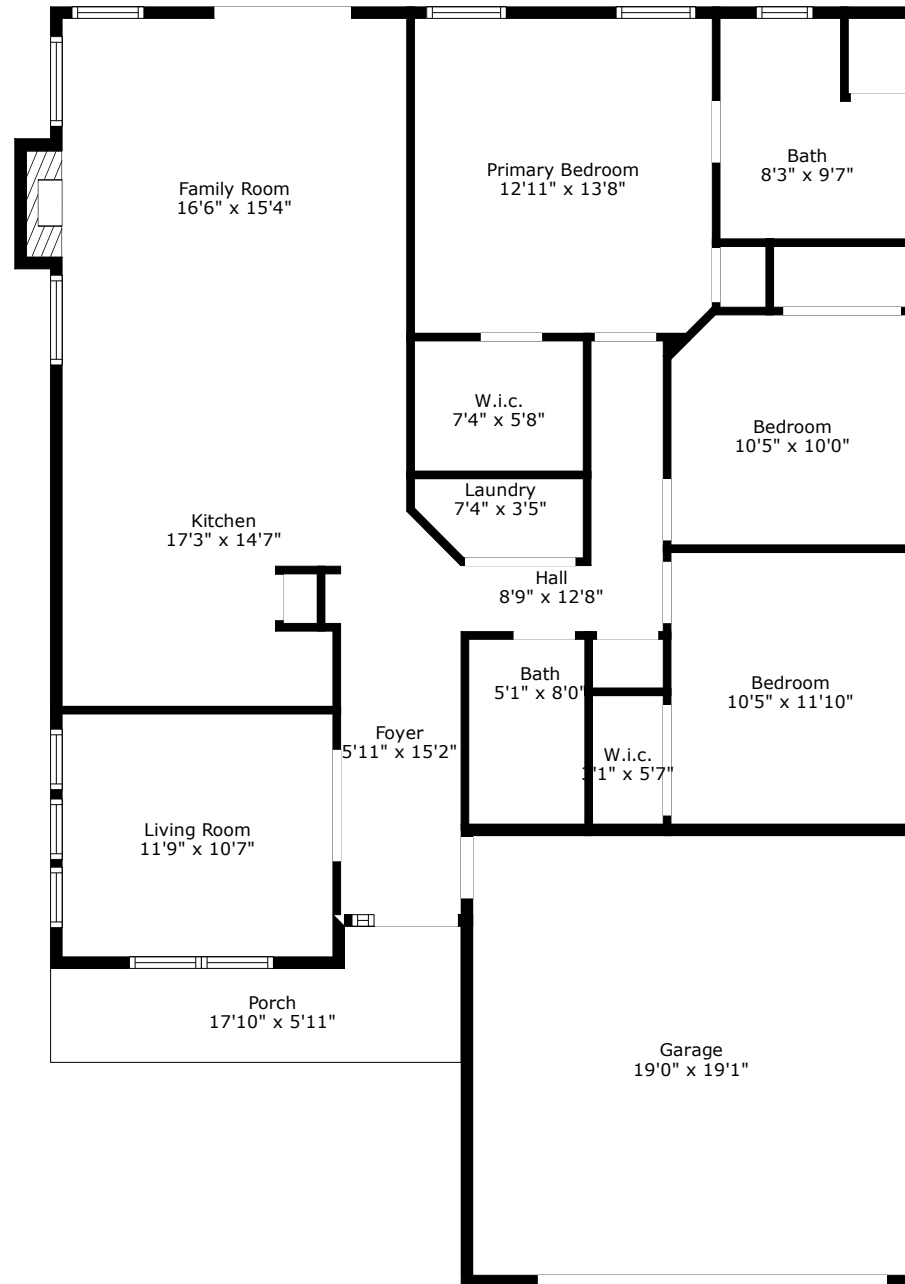 Family Room
16'6" x 15'4"
Primary Bedroom
12'11" x 13'8"
Bath
8'3" x 9'7"
W.i.c.
7'4" x 5'8"
Bedroom
10'5" x 10'0"
Laundry
7'4" x 3'5"
Kitchen
17'3" x 14'7"
Hall
8'9" x 12'8"
Bath
5'1" x 8'0"
Bedroom
10'5" x 11'10"
Foyer
5'11" x 15'2"
W.i.c.
3'1" x 5'7"
Living Room
11'9" x 10'7"
Porch
17'10" x 5'11"
Garage
19'0" x 19'1"